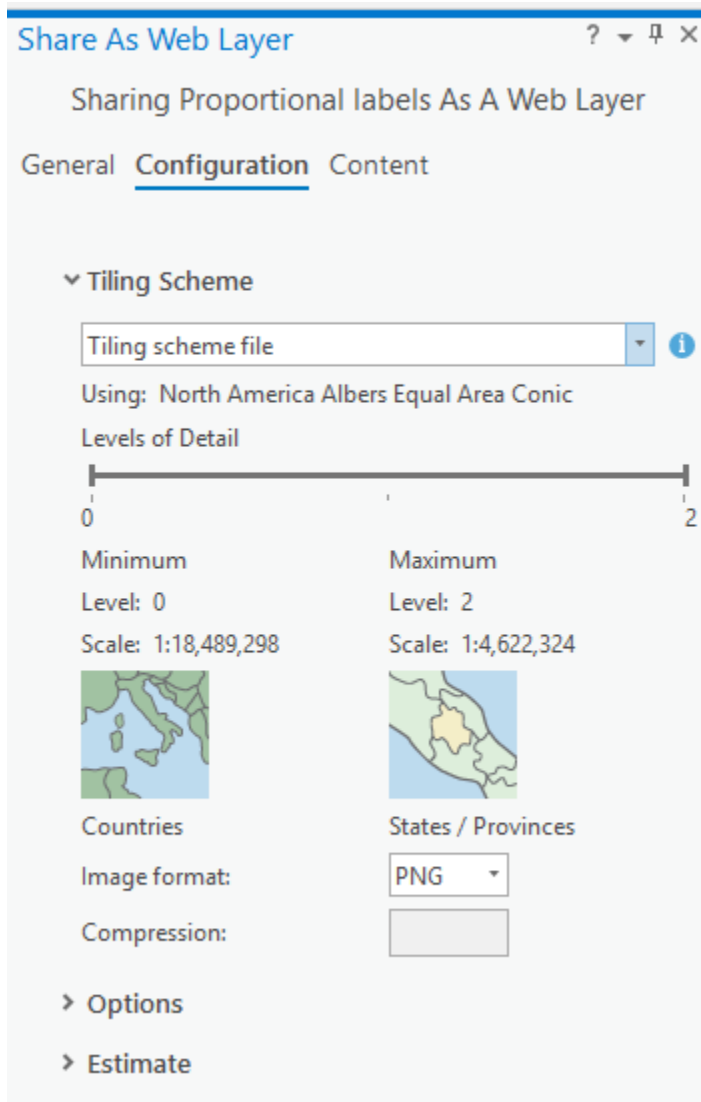 Share As Web Layer
Sharing Proportional labels As A Web Layer
General Configuration Content
Tiling Scheme
Tiling scheme file
Using: North America Albers Equal Area Conic
Levels of Detail
0 2
Minimum Maximum
Level: 0 Level: 2
Scale: 1:18,489,298 Scale: 1:4,622,324
Countries States / Provinces
Image format: PNG
Compression:
Options
Estimate